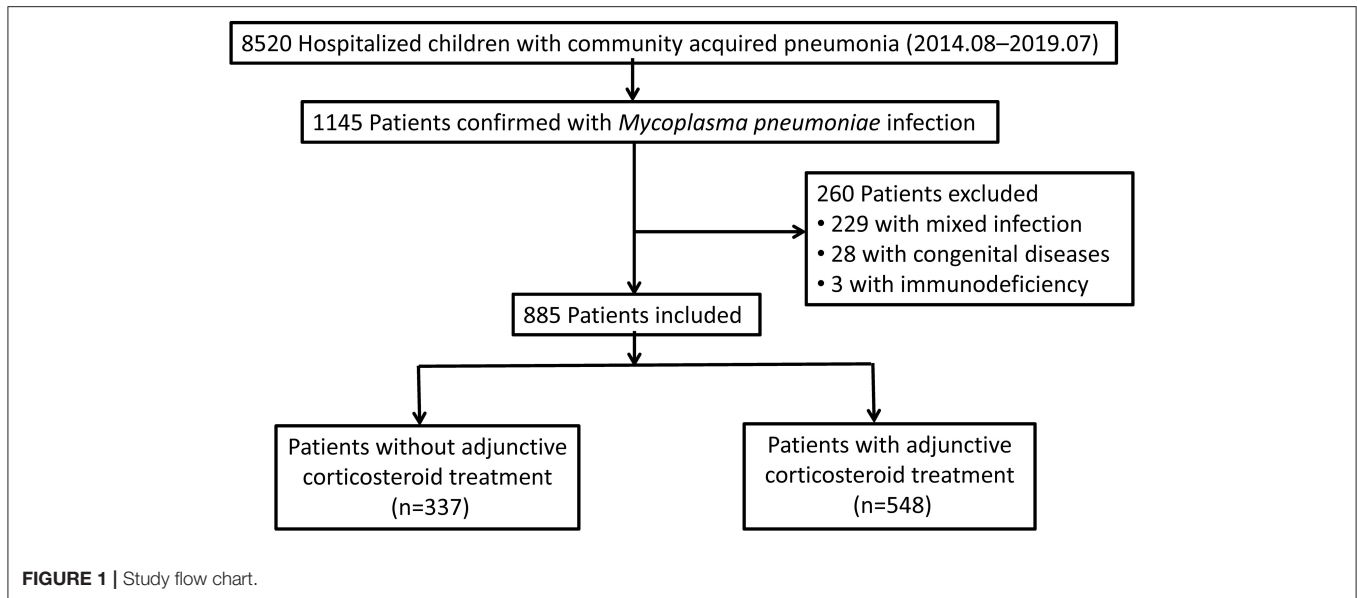 8520 Hospitalized children with community acquired pneumonia (2014.08–2019.07)
1145 Patients confirmed with Mycoplasma pneumoniae infection
260 Patients excluded
• 229 with mixed infection
• 28 with congenital diseases
• 3 with immunodeficiency
885 Patients included
Patients without adjunctive
corticosteroid treatment
(n=337)
Patients with adjunctive
corticosteroid treatment
(n=548)
FIGURE 1 | Study flow chart.